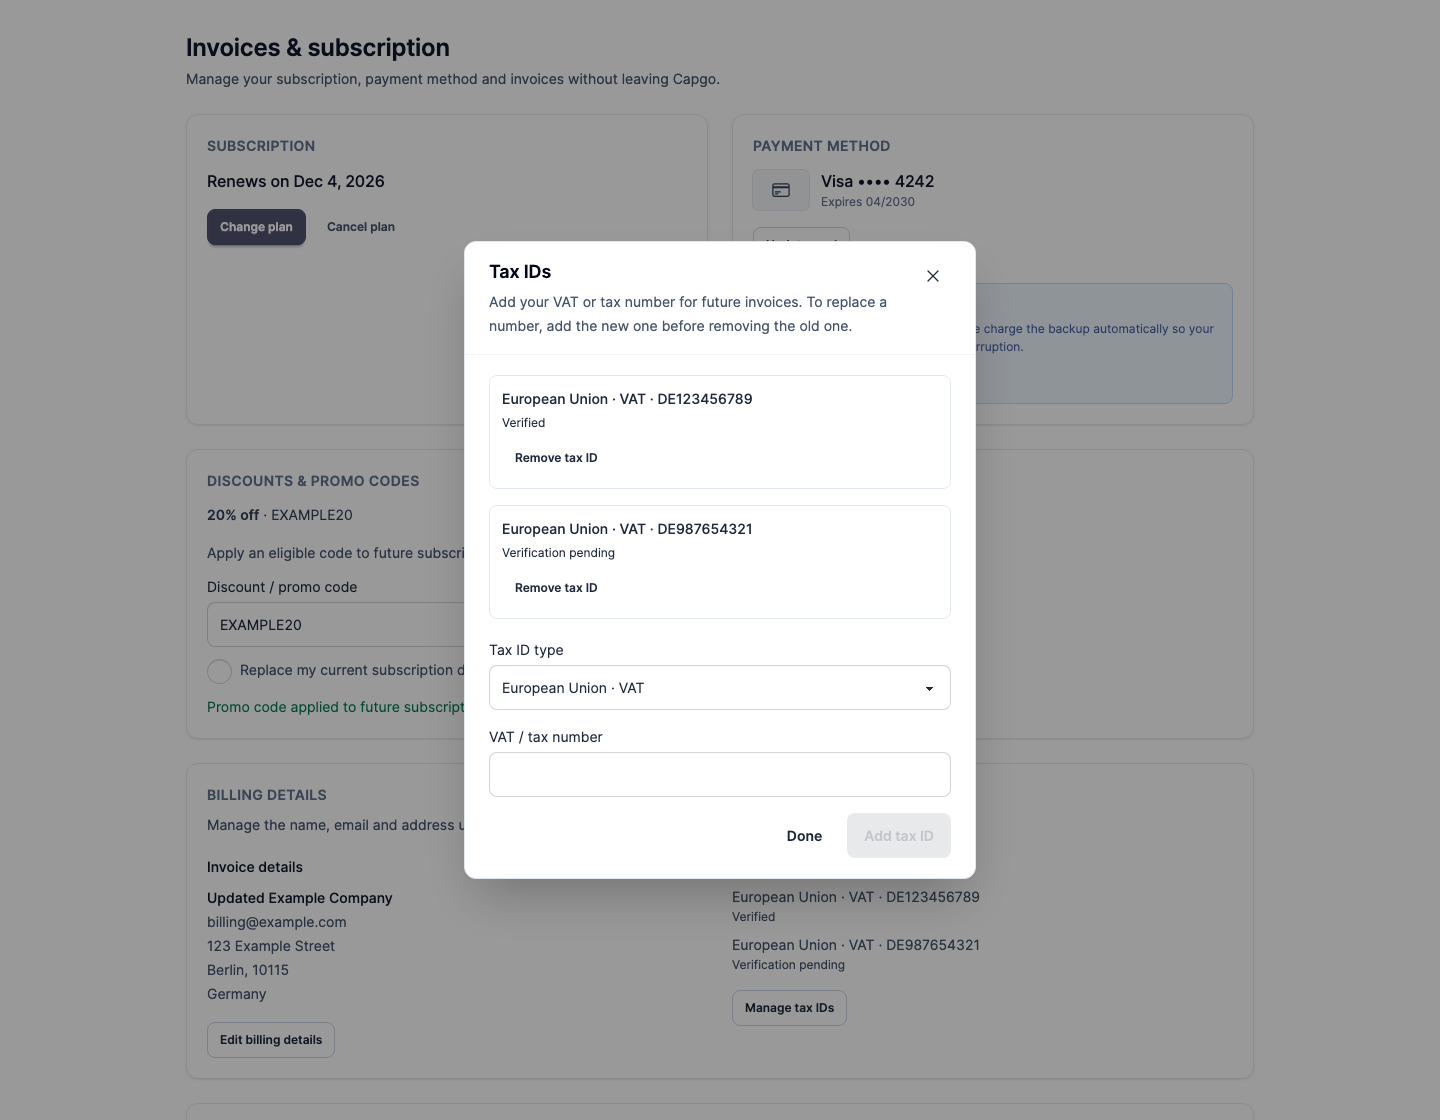 Invoices & subscription
Manage your subscription, payment method and invoices without leaving Capgo.
SUBSCRIPTION
Renews on Dec 4, 2026
Change plan
Cancel plan
PAYMENT METHOD
Visa •••• 4242
Expires 04/2030
charge the backup automatically so your
Tax IDs
Add your VAT or tax number for future invoices. To replace a
number, add the new one before removing the old one.
European Union · VAT · DE123456789
Verified
Remove tax ID
European Union · VAT · DE987654321
Verification pending
Remove tax ID
Tax ID type
European Union · VAT
VAT / tax number
Done
Add tax ID
DISCOUNTS & PROMO CODES
20% off · EXAMPLE20
Apply an eligible code to future
Discount / promo code
EXAMPLE20
Replace my current subscription
Promo code applied to future
BILLING DETAILS
Manage the name, email and address
Invoice details
Updated Example Company
billing@example.com
123 Example Street
Berlin, 10115
Germany
Edit billing details
European Union · VAT · DE123456789
Verified
European Union · VAT · DE987654321
Verification pending
Manage tax IDs